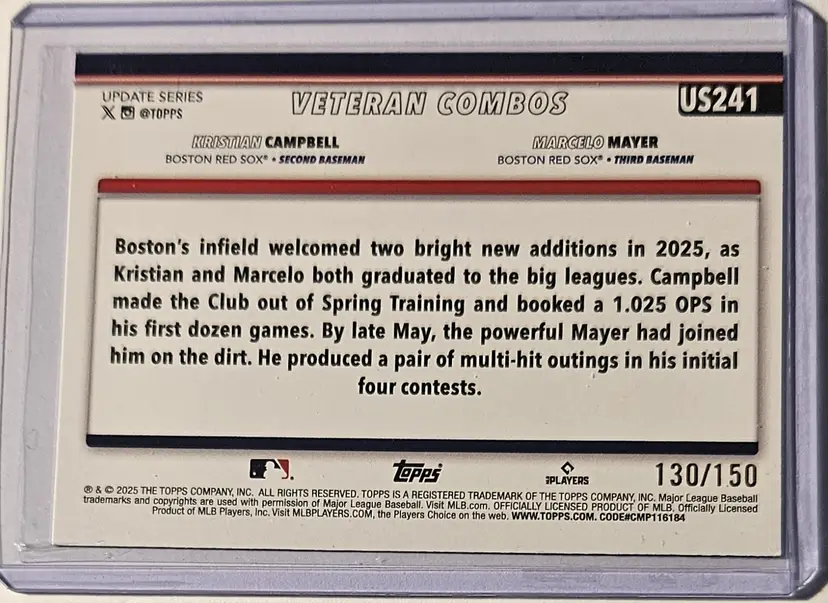 UPDATE SERIES
X @TOPPS
VETERAN COMBOS
US241
KRISTIAN CAMPBELL
BOSTON RED SOX® • SECOND BASEMAN
MARCELO MAYER
BOSTON RED SOX® • THIRD BASEMAN
Boston's infield welcomed two bright new additions in 2025, as
Kristian and Marcelo both graduated to the big leagues. Campbell
made the Club out of Spring Training and booked a 1.025 OPS in
his first dozen games. By late May, the powerful Mayer had joined
him on the dirt. He produced a pair of multi-hit outings in his initial
four contests.
topps
PLAYERS
130/150
® & © 2025 THE TOPPS COMPANY, INC. ALL RIGHTS RESERVED. TOPPS IS A REGISTERED TRADEMARK OF THE TOPPS COMPANY, INC. Major League Baseball
trademarks and copyrights are used with permission of Major League Baseball. Visit MLB.com. OFFICIALLY LICENSED PRODUCT OF MLB. Officially Licensed
Product of MLB Players, Inc. Visit MLBPLAYERS.COM, the Players Choice on the web. WWW.TOPPS.COM. CODE#CMP116184